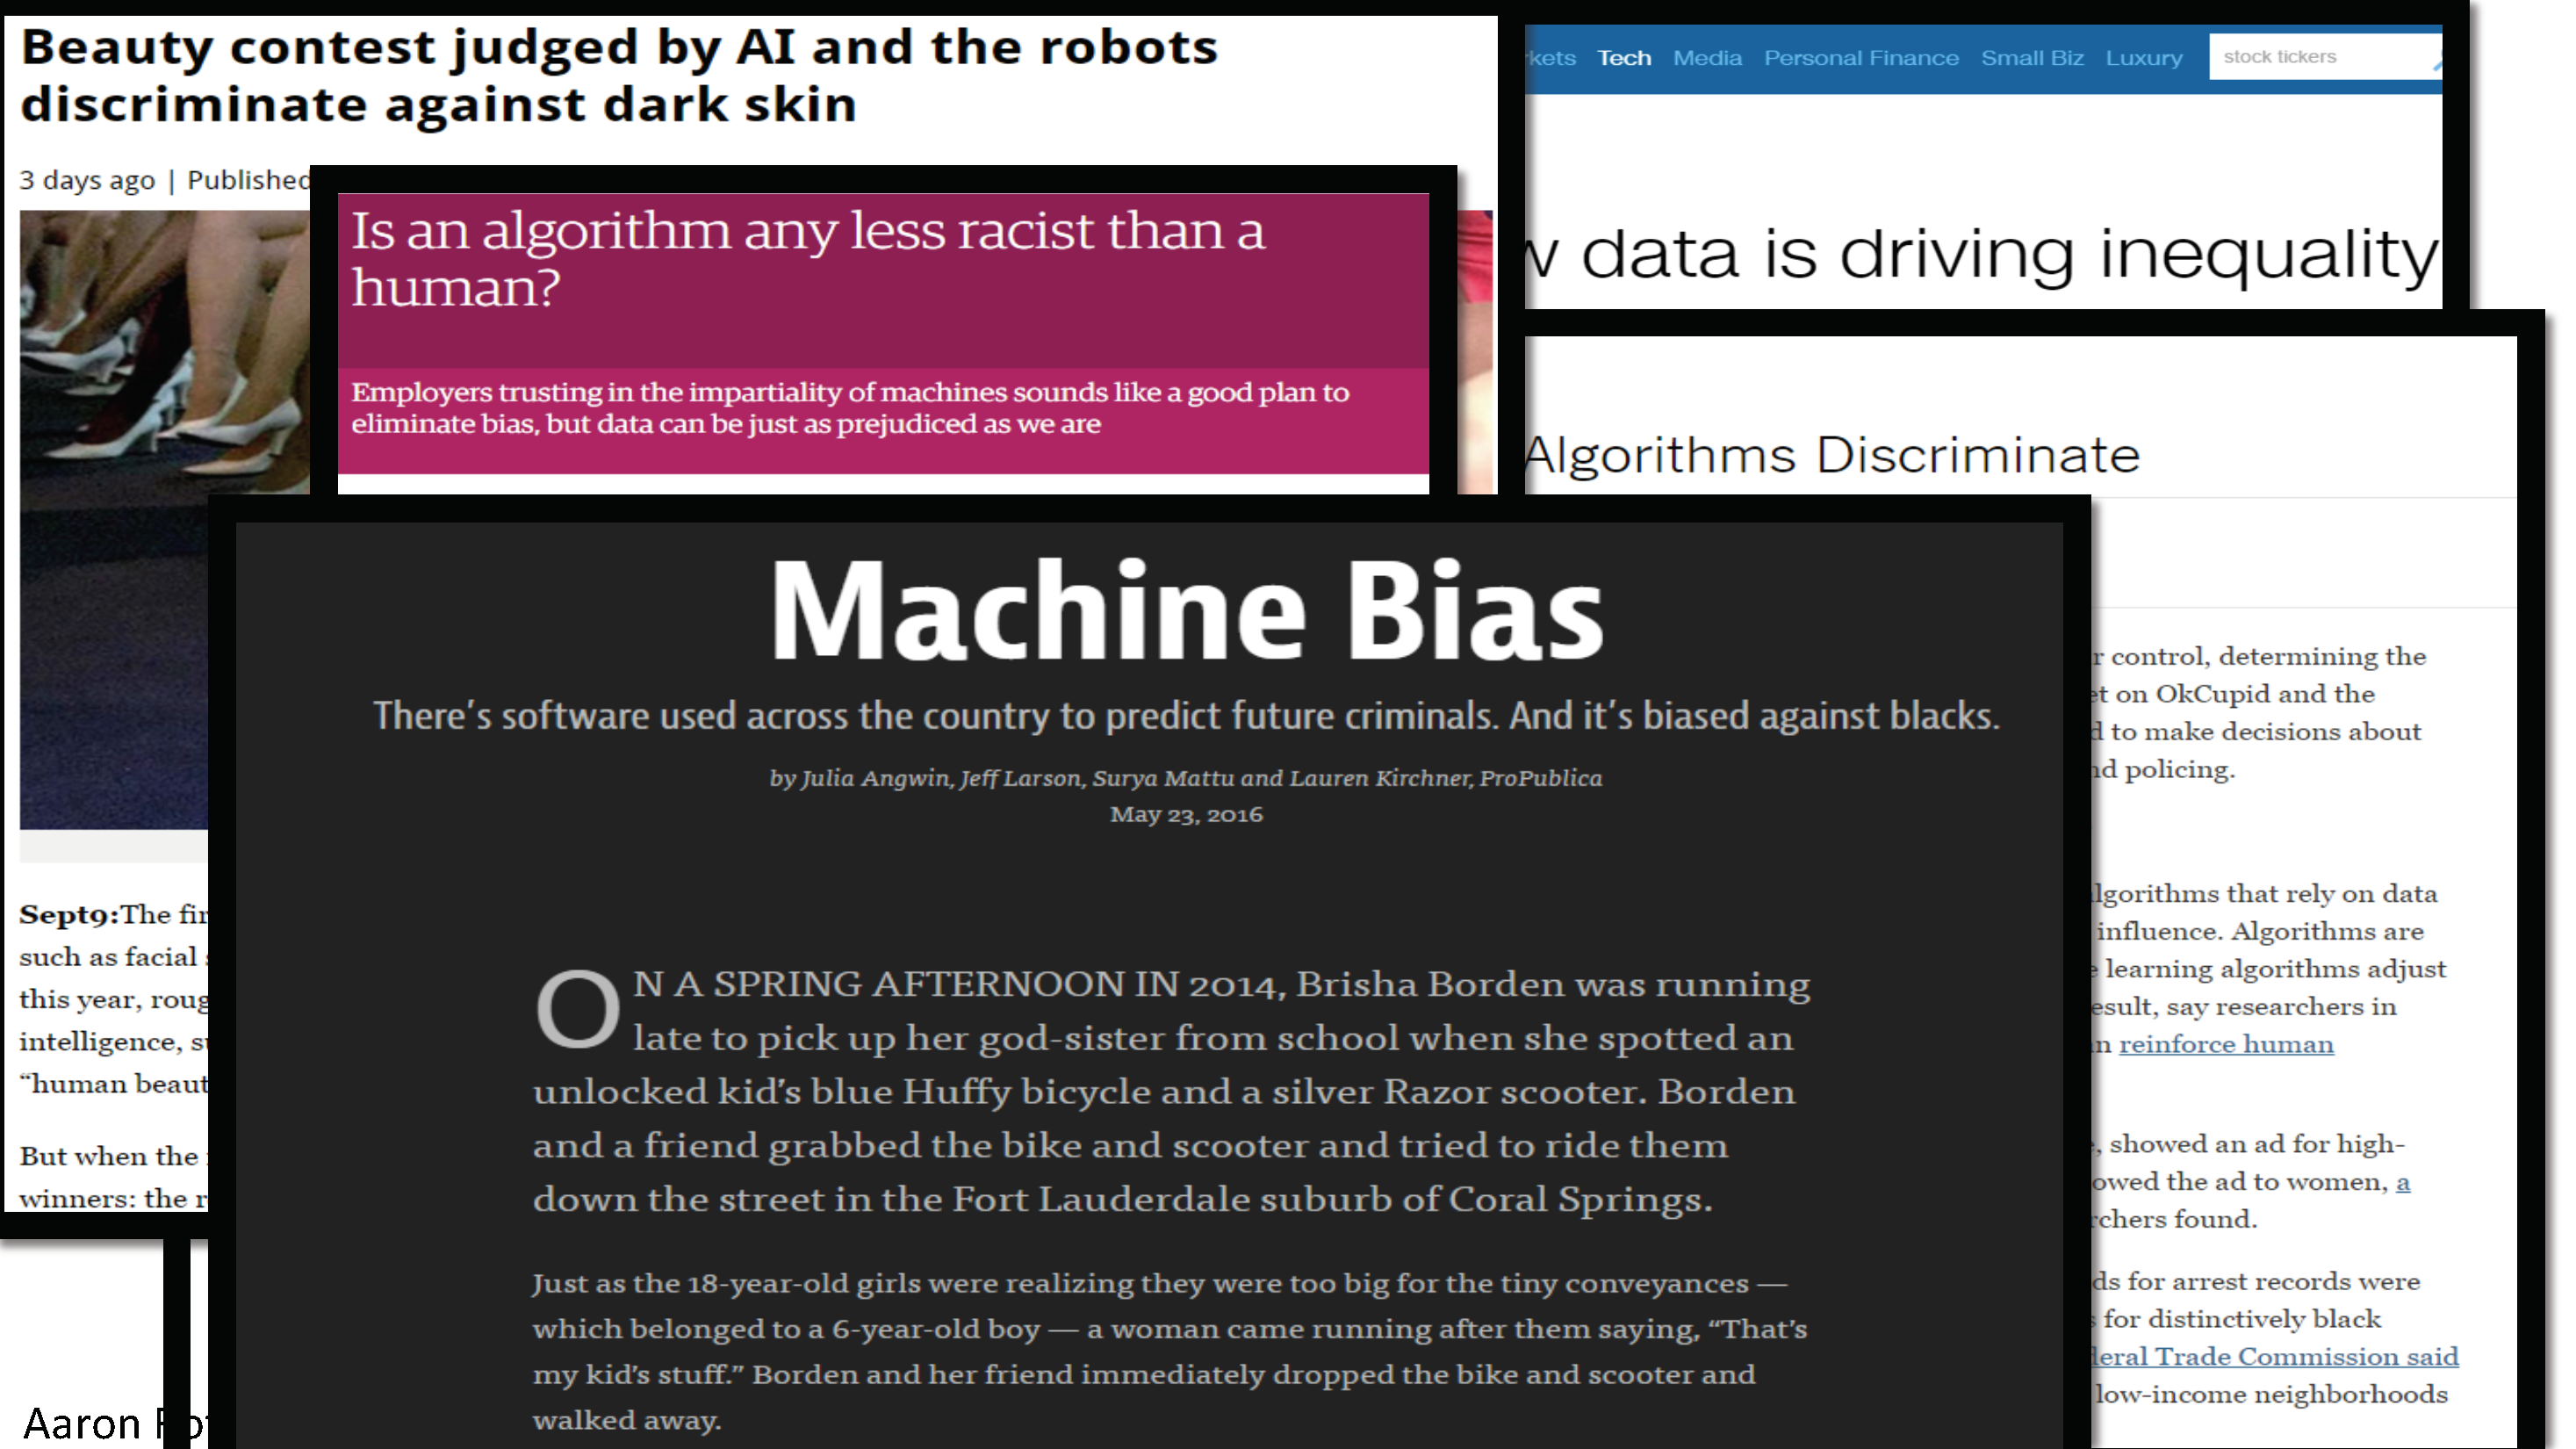 Beauty contest judged by AI and the robots
discriminate against dark skin
3 days ago | Published
Is an algorithm any less racist than a
human?
Employers trusting in the impartiality of machines sounds like a good plan to
eliminate bias, but data can be just as prejudiced as we are
Sept9:The
such as facial
this year,
intelligence,
“human
But when the
winners: the
Tech Media Personal Finance Small Biz Luxury stock tickers
data is driving inequality
Algorithms Discriminate
control, determining the
on OkCupid and the
to make decisions about
policing.
algorithms that rely on data
influence. Algorithms are
learning algorithms adjust
say researchers in
reinforce human
showed an ad for high-
the ad to women, a
found.
for arrest records were
for distinctively black
Trade Commission said
low-income neighborhoods
Machine Bias
There’s software used across the country to predict future criminals. And it’s biased against blacks.
by Julia Angwin, Jeff Larson, Surya Mattu and Lauren Kirchner, ProPublica
May 23, 2016
ON A SPRING AFTERNOON IN 2014, Brisha Borden was running
late to pick up her god-sister from school when she spotted an
unlocked kid’s blue Huffy bicycle and a silver Razor scooter. Borden
and a friend grabbed the bike and scooter and tried to ride them
down the street in the Fort Lauderdale suburb of Coral Springs.
Just as the 18-year-old girls were realizing they were too big for the tiny conveyances —
which belonged to a 6-year-old boy — a woman came running after them saying, “That’s
my kid’s stuff.” Borden and her friend immediately dropped the bike and scooter and
walked away.
Aaron